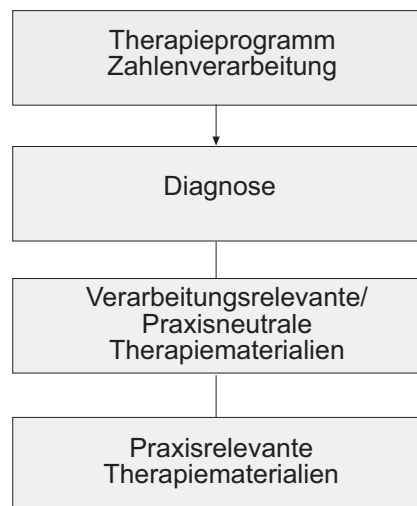 Therapieprogramm
Zahlenverarbeitung
Diagnose
Verarbeitungsrelevante/
Praxisneutrale
Therapiematerialien
Praxisrelevante
Therapiematerialien